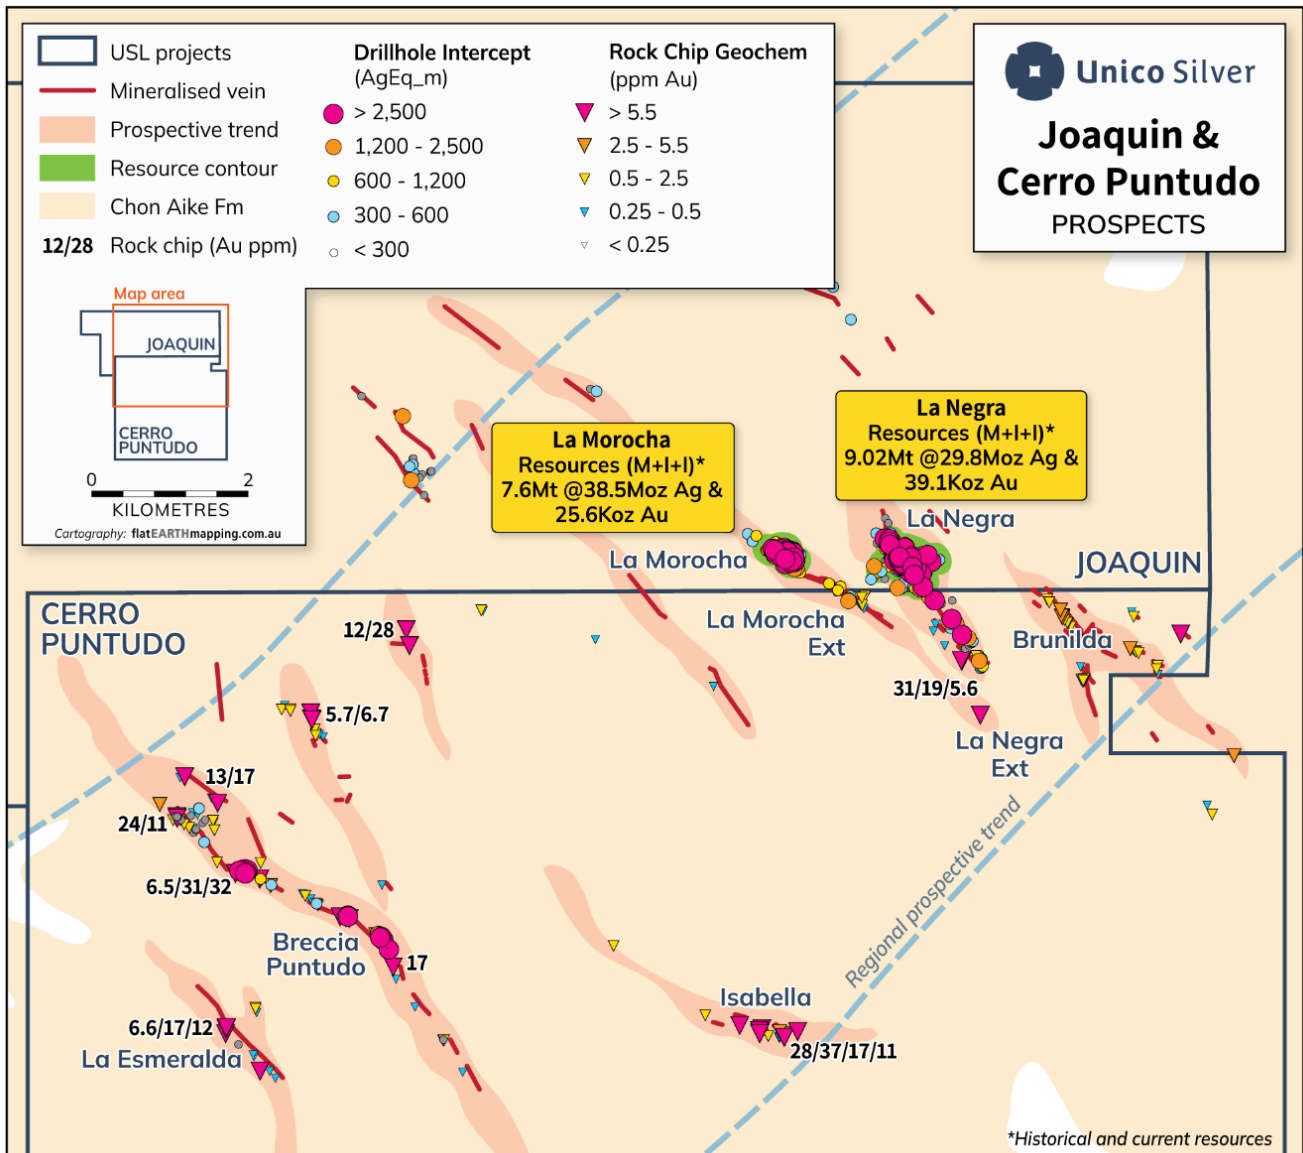 USL projects
Mineralised vein
Prospective trend
Resource contour
Chon Aike Fm
12/28 Rock chip (Au ppm)
Drillhole Intercept
(AgEq_m)
> 2,500
1,200 - 2,500
600 - 1,200
300 - 600
< 300
Rock Chip Geochem
(ppm Au)
> 5.5
2.5 - 5.5
0.5 - 2.5
0.25 - 0.5
< 0.25
Map area
JOAQUIN
CERRO
PUNTUDO
0 2
KILOMETRES
Cartography: flatEARTHmapping.com.au
Unico Silver
Joaquin &
Cerro Puntudo
PROSPECTS
La Negra
Resources (M+I+I)*
9.02Mt @29.8Moz Ag &
39.1Koz Au
La Morocha
Resources (M+I+I)*
7.6Mt @38.5Moz Ag &
25.6Koz Au
La Negra
La Morocha
JOAQUIN
CERRO
PUNTUDO
12/28
La Morocha
Ext
Brunilda
31/19/5.6
5.7/6.7
La Negra
Ext
13/17
24/11
6.5/31/32
Regional prospective trend
Breccia
Puntudo
17
Isabella
6.6/17/12
28/37/17/11
La Esmeralda
*Historical and current resources